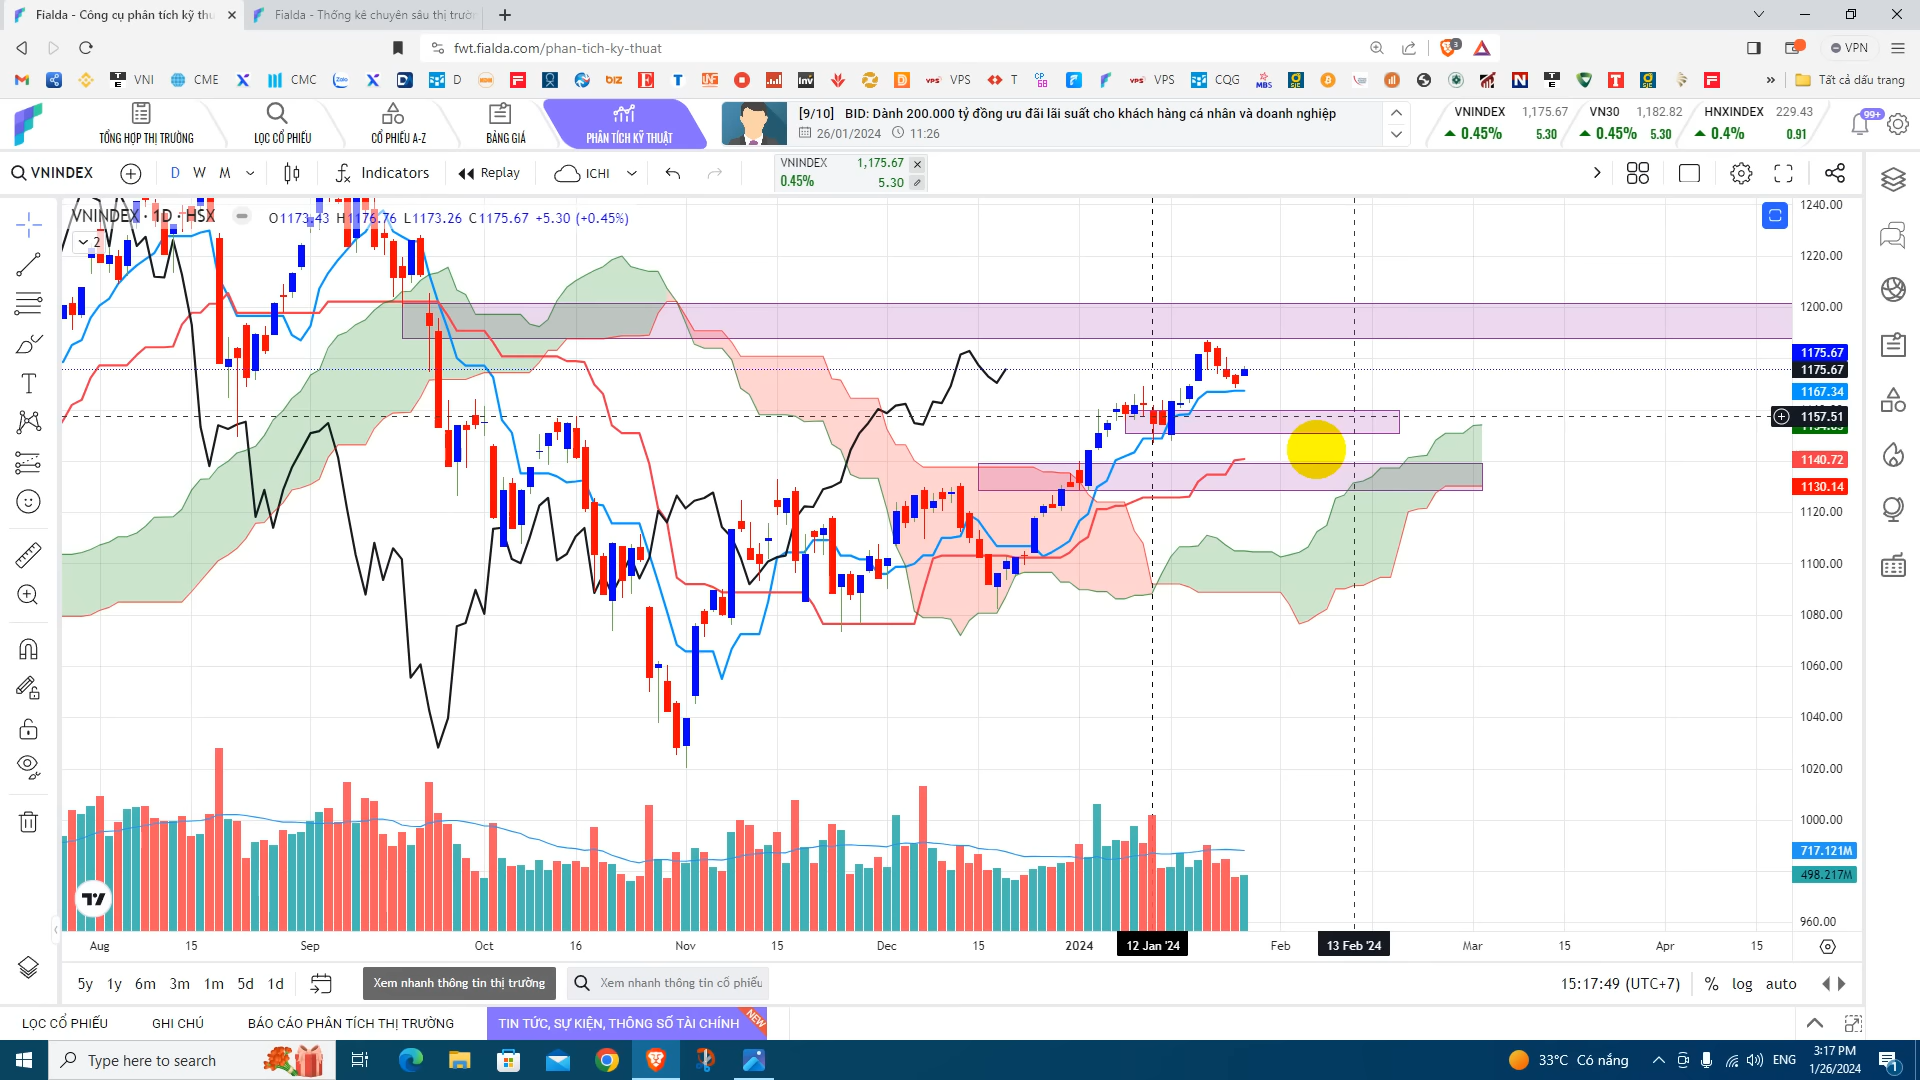 Fialda - Công cụ phân tích kỹ thu
Fialda - Thống kê chuyên sâu thị trườn
fwt.fialda.com/phan-tich-ky-thuat
VPN
VNI
CME
CMC
D
VPS
T
VPS
CQG
Tất cả dấu trang
TỔNG HỢP THỊ TRƯỜNG
LỌC CỔ PHIẾU
CỔ PHIẾU A-Z
BẢNG GIÁ
PHÂN TÍCH KỸ THUẬT
[9/10] BID: Dành 200.000 tỷ đồng ưu đãi lãi suất cho khách hàng cá nhân và doanh nghiệp
26/01/2024 11:26
VNINDEX 1,175.67
0.45% 5.30
VN30 1,182.82
0.45% 5.30
HNXINDEX 229.43
0.4% 0.91
99+
VNINDEX
D W M
Indicators
Replay
ICHI
VNINDEX 1,175.67
0.45% 5.30
VNINDEX · 1D · HSX
O1173.43 H1176.76 L1173.26 C1175.67 +5.30 (+0.45%)
2
1240.00
1220.00
1200.00
1175.67
1175.67
1167.34
1157.51
1140.72
1130.14
1120.00
1100.00
1080.00
1060.00
1040.00
1020.00
1000.00
717.121M
498.217M
960.00
Aug 15 Sep Oct 16 Nov 15 Dec 15 2024 12 Jan '24 Feb 13 Feb '24 Mar 15 Apr 15
5y 1y 6m 3m 1m 5d 1d
Xem nhanh thông tin thị trường
Xem nhanh thông tin cổ phiếu
15:17:49 (UTC+7) % log auto
LỌC CỔ PHIẾU
GHI CHÚ
BÁO CÁO PHÂN TÍCH THỊ TRƯỜNG
TIN TỨC, SỰ KIỆN, THÔNG SỐ TÀI CHÍNH
NEW
Type here to search
33°C Có nắng
ENG
3:17 PM
1/26/2024
1